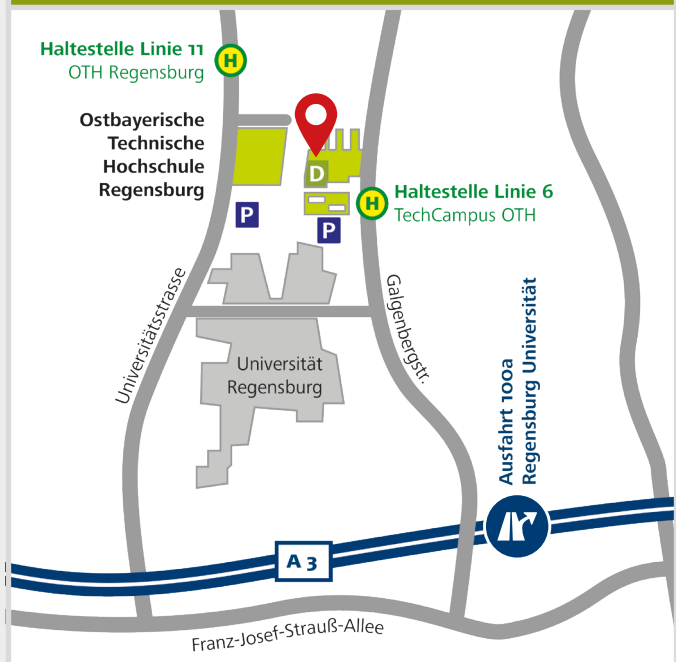 Haltestelle Linie 11
OTH Regensburg
H
Ostbayerische
Technische
Hochschule
Regensburg
D
P
P
H
Haltestelle Linie 6
TechCampus OTH
Universitätsstrasse
Galgenbergstr.
Universität
Regensburg
Ausfahrt 100a
Regensburg Universität
A 3
Franz-Josef-Strauß-Allee